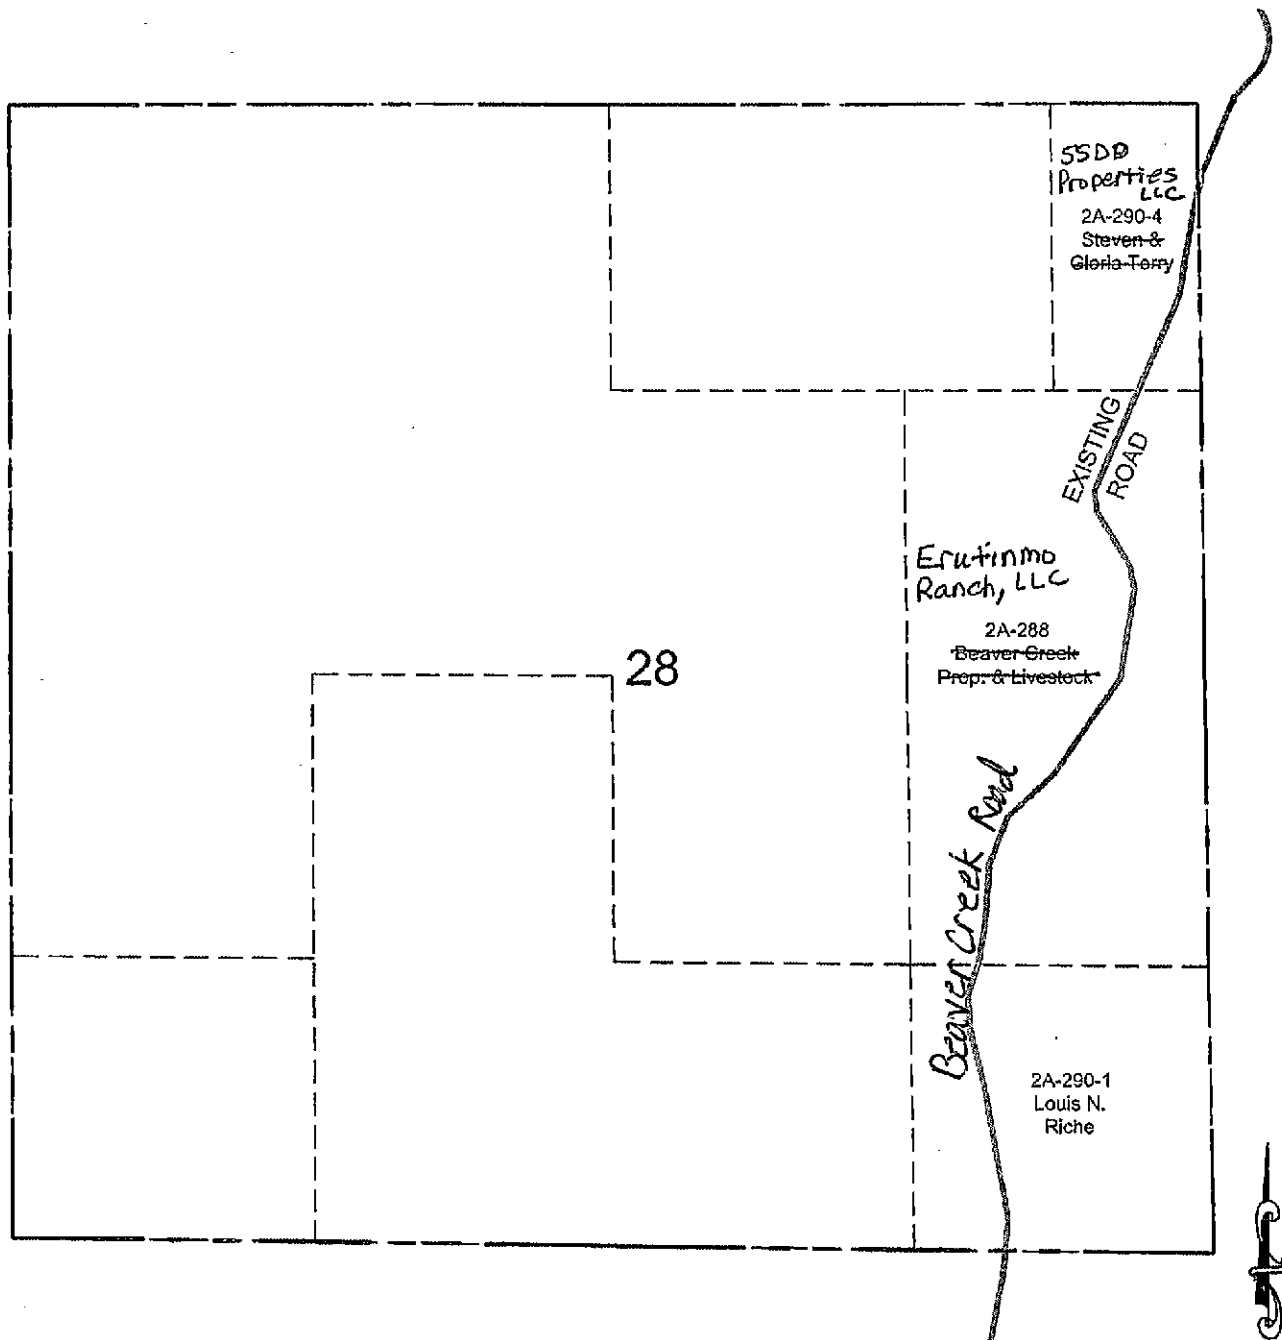 SSDD
Properties
LLC
2A-290-4
Steven &
Gloria Terry
EXISTING
ROAD
Erutinmo
Ranch, LLC
2A-288
Beaver Creek
Prop. & Livestock
28
Beaver Creek Road
2A-290-1
Louis N.
Riche